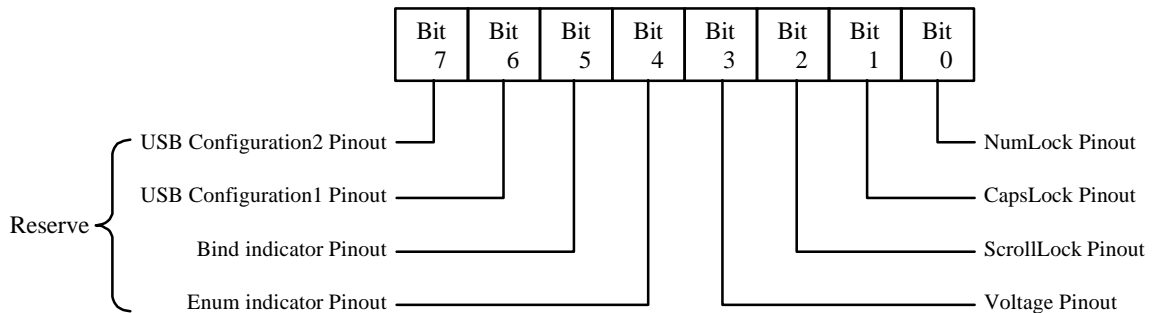 Bit 7 Bit 6 Bit 5 Bit 4 Bit 3 Bit 2 Bit 1 Bit 0
USB Configuration2 Pinout
NumLock Pinout
USB Configuration1 Pinout
CapsLock Pinout
Reserve
Bind indicator Pinout
ScrollLock Pinout
Enum indicator Pinout
Voltage Pinout